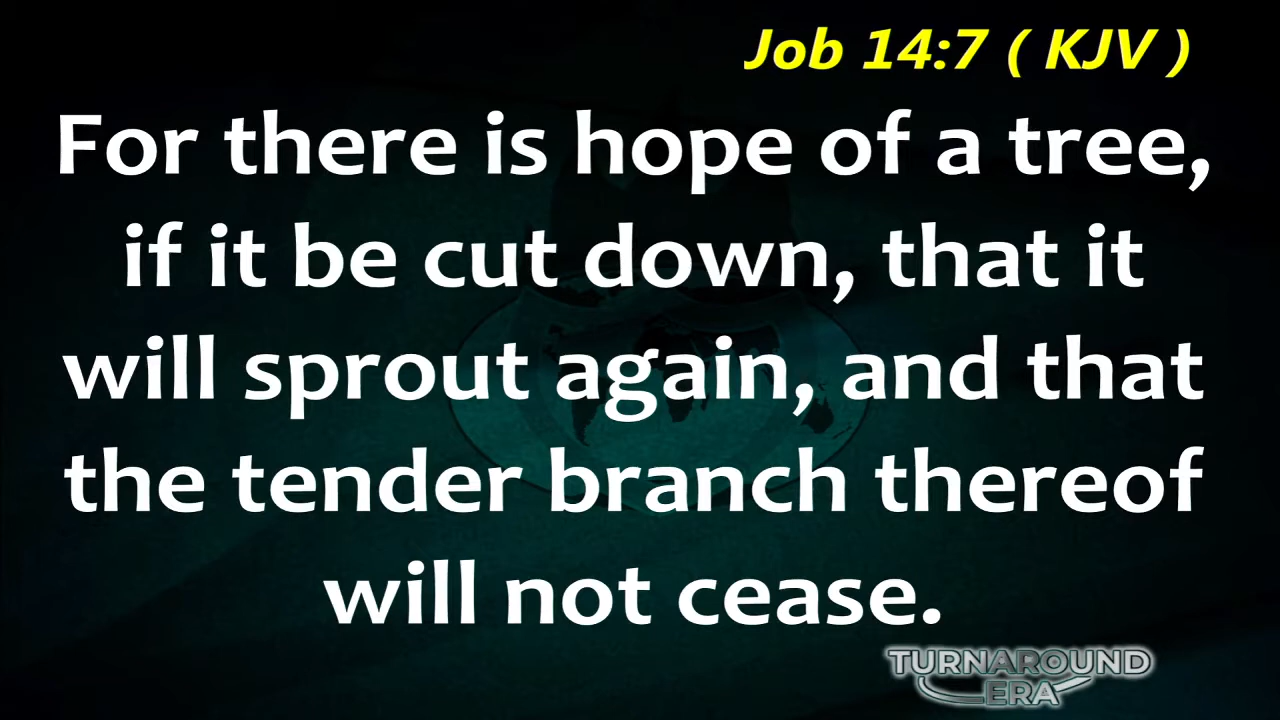 Job 14:7 ( KJV )
For there is hope of a tree,
if it be cut down, that it
will sprout again, and that
the tender branch thereof
will not cease.
TURNAROUND
ERA